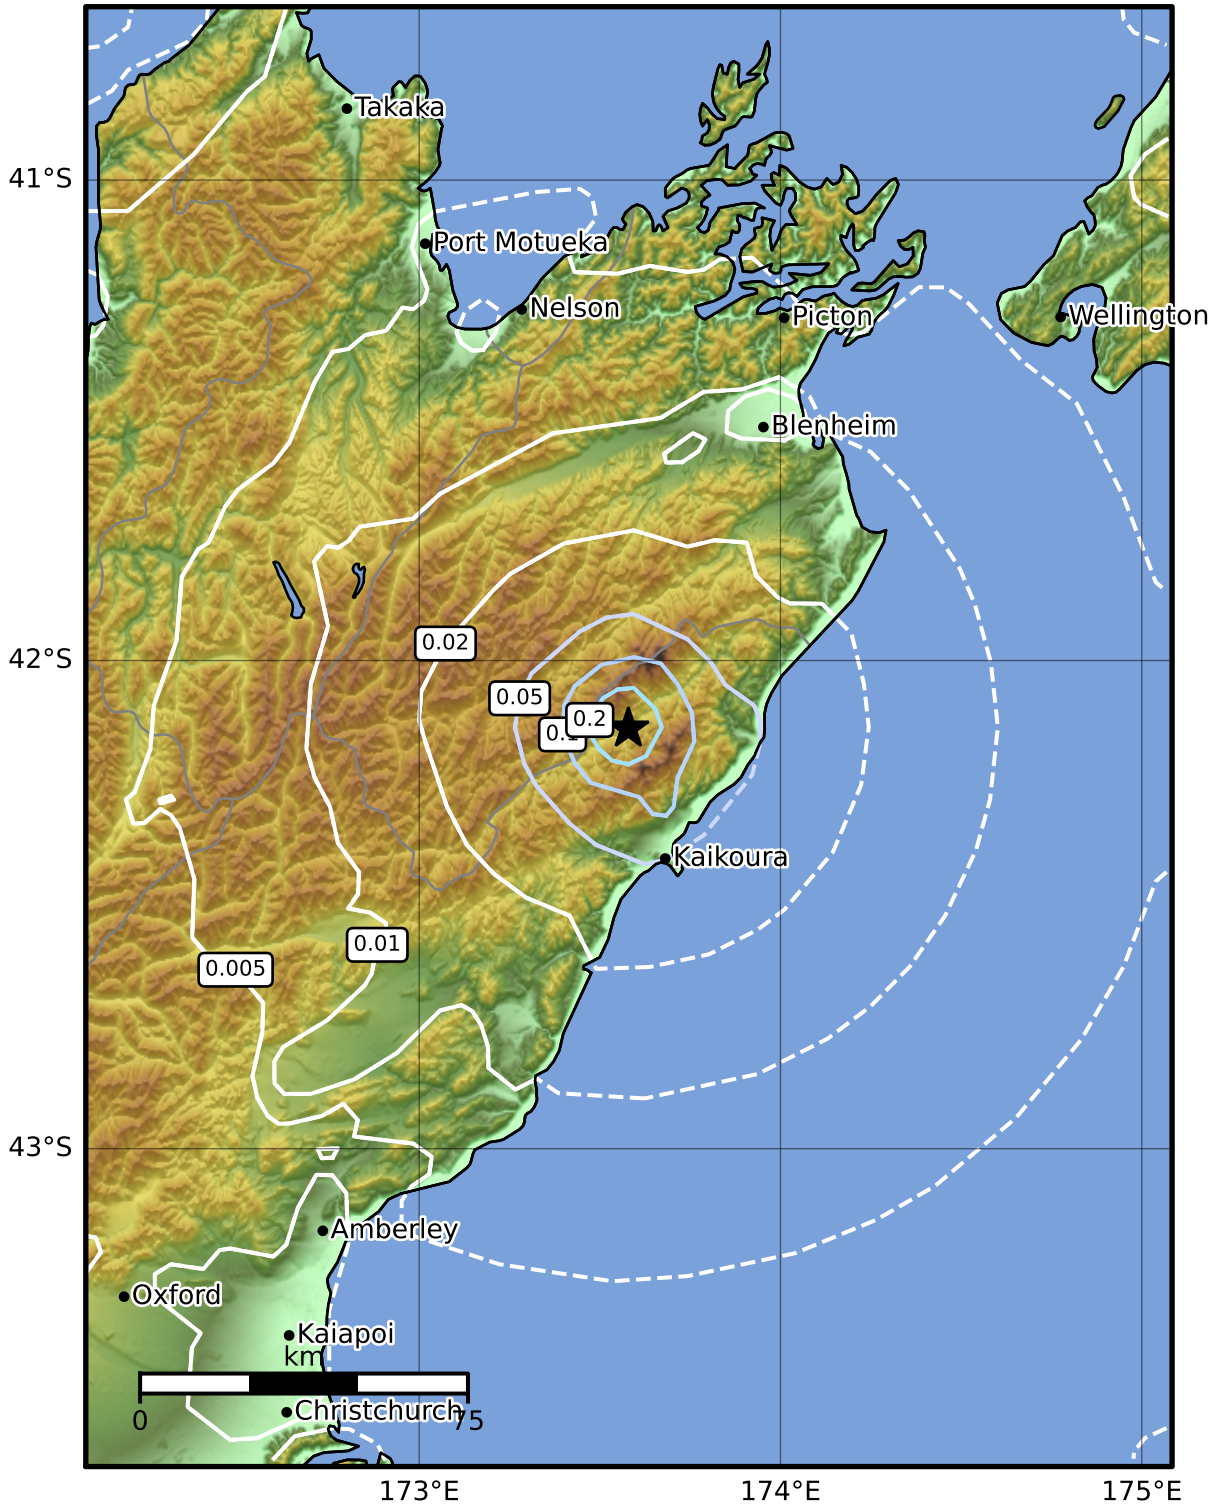 Takaka
41°S
Port Motueka
Nelson
Picton
Wellington
Blenheim
0.02
42°S
0.05
0.2
Kaikoura
0.01
0.005
43°S
Amberley
Oxford
Kaiapoi
km
Christchurch
0
75
173°E
174°E
175°E